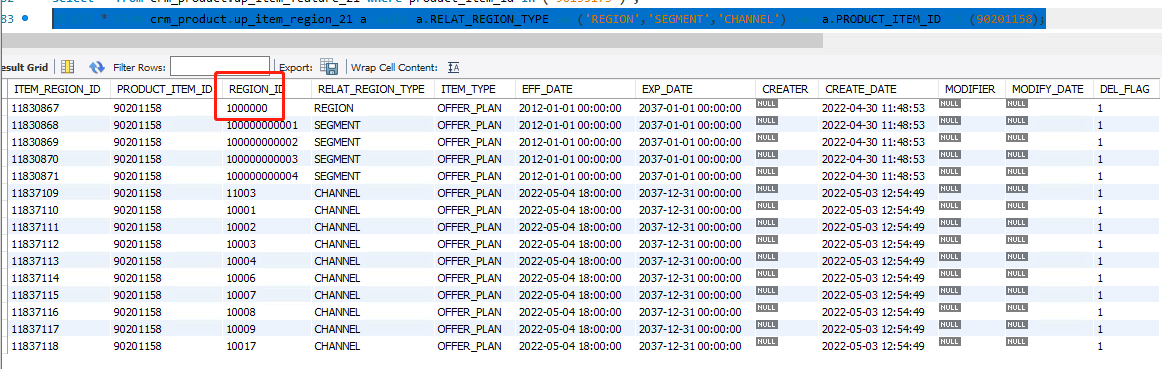 82 select * from crm_product.up_item_feature_21 where product_item_id in (
83 * crm_product.up_item_region_21 a a.RELAT_REGION_TYPE ('REGION','SEGMENT','CHANNEL') a.PRODUCT_ITEM_ID (90201158);
esult Grid Filter Rows: Export: Wrap Cell Content:
ITEM_REGION_ID PRODUCT_ITEM_ID REGION_ID RELAT_REGION_TYPE ITEM_TYPE EFF_DATE EXP_DATE CREATER CREATE_DATE MODIFIER MODIFY_DATE DEL_FLAG
11830867 90201158 1000000 REGION OFFER_PLAN 2012-01-01 00:00:00 2037-01-01 00:00:00 NULL 2022-04-30 11:48:53 NULL NULL 1
11830868 90201158 100000000001 SEGMENT OFFER_PLAN 2012-01-01 00:00:00 2037-01-01 00:00:00 NULL 2022-04-30 11:48:53 NULL NULL 1
11830869 90201158 100000000002 SEGMENT OFFER_PLAN 2012-01-01 00:00:00 2037-01-01 00:00:00 NULL 2022-04-30 11:48:53 NULL NULL 1
11830870 90201158 100000000003 SEGMENT OFFER_PLAN 2012-01-01 00:00:00 2037-01-01 00:00:00 NULL 2022-04-30 11:48:53 NULL NULL 1
11830871 90201158 100000000004 SEGMENT OFFER_PLAN 2012-01-01 00:00:00 2037-01-01 00:00:00 NULL 2022-04-30 11:48:53 NULL NULL 1
11837109 90201158 11003 CHANNEL OFFER_PLAN 2022-05-04 18:00:00 2037-12-31 00:00:00 NULL 2022-05-03 12:54:49 NULL NULL 1
11837110 90201158 10001 CHANNEL OFFER_PLAN 2022-05-04 18:00:00 2037-12-31 00:00:00 NULL 2022-05-03 12:54:49 NULL NULL 1
11837111 90201158 10002 CHANNEL OFFER_PLAN 2022-05-04 18:00:00 2037-12-31 00:00:00 NULL 2022-05-03 12:54:49 NULL NULL 1
11837112 90201158 10003 CHANNEL OFFER_PLAN 2022-05-04 18:00:00 2037-12-31 00:00:00 NULL 2022-05-03 12:54:49 NULL NULL 1
11837113 90201158 10004 CHANNEL OFFER_PLAN 2022-05-04 18:00:00 2037-12-31 00:00:00 NULL 2022-05-03 12:54:49 NULL NULL 1
11837114 90201158 10006 CHANNEL OFFER_PLAN 2022-05-04 18:00:00 2037-12-31 00:00:00 NULL 2022-05-03 12:54:49 NULL NULL 1
11837115 90201158 10007 CHANNEL OFFER_PLAN 2022-05-04 18:00:00 2037-12-31 00:00:00 NULL 2022-05-03 12:54:49 NULL NULL 1
11837116 90201158 10008 CHANNEL OFFER_PLAN 2022-05-04 18:00:00 2037-12-31 00:00:00 NULL 2022-05-03 12:54:49 NULL NULL 1
11837117 90201158 10009 CHANNEL OFFER_PLAN 2022-05-04 18:00:00 2037-12-31 00:00:00 NULL 2022-05-03 12:54:49 NULL NULL 1
11837118 90201158 10017 CHANNEL OFFER_PLAN 2022-05-04 18:00:00 2037-12-31 00:00:00 NULL 2022-05-03 12:54:49 NULL NULL 1